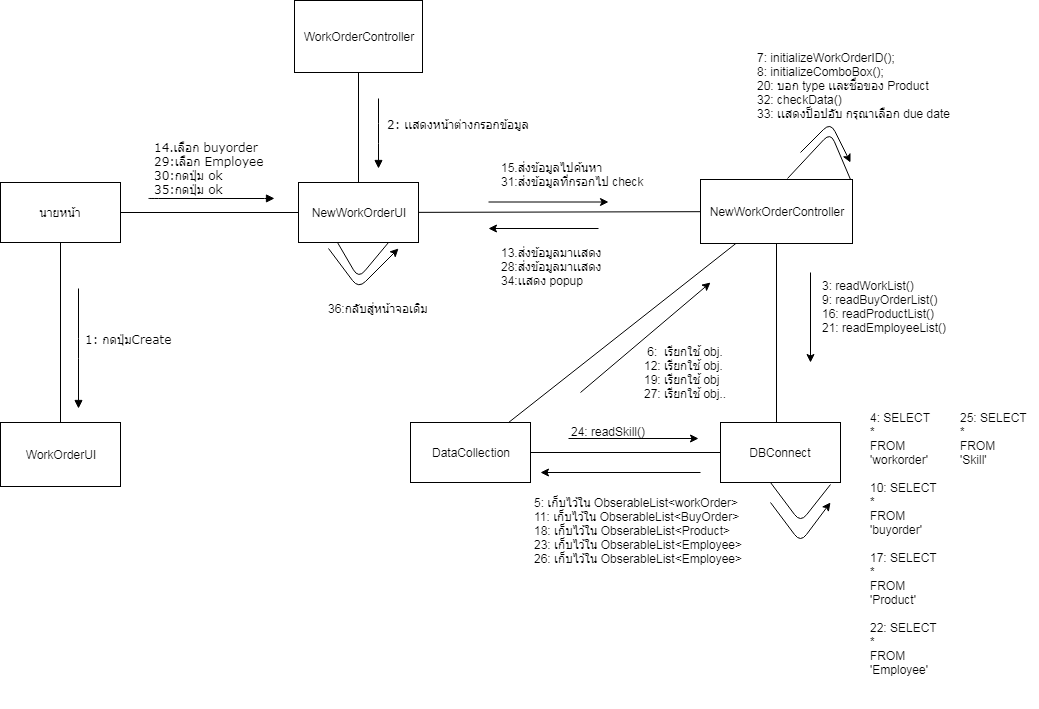 WorkOrderController
7: initializeWorkOrderID();
8: initializeComboBox();
20: บอก type และชื่อของ Product
32: checkData()
33: แสดงป็อปอับ กรุณาเลือก due date
2: แสดงหน้าต่างกรอกข้อมูล
14.เลือก buyorder
29:เลือก Employee
30:กดปุ่ม ok
35:กดปุ่ม ok
15.ส่งข้อมูลไปค้นหา
31:ส่งข้อมูลที่กรอกไป check
นายหน้า
NewWorkOrderUI
NewWorkOrderController
13.ส่งข้อมูลมาแสดง
28:ส่งข้อมูลมาแสดง
34:แสดง popup
36:กลับสู่หน้าจอเดิม
3: readWorkList()
9: readBuyOrderList()
16: readProductList()
21: readEmployeeList()
1: กดปุ่มCreate
6:  เรียกใช้ obj.
12: เรียกใช้ obj.
19: เรียกใช้ obj
27: เรียกใช้ obj..
WorkOrderUI
DataCollection
24: readSkill()
DBConnect
4: SELECT
*
FROM
'workorder'
25: SELECT
*
FROM
'Skill'
10: SELECT
*
FROM
'buyorder'
17: SELECT
*
FROM
'Product'
22: SELECT
*
FROM
'Employee'
5: เก็บไว้ใน ObserableList<workOrder>
11: เก็บไว้ใน ObserableList<BuyOrder>
18: เก็บไว้ใน ObserableList<Product>
23: เก็บไว้ใน ObserableList<Employee>
26: เก็บไว้ใน ObserableList<Employee>